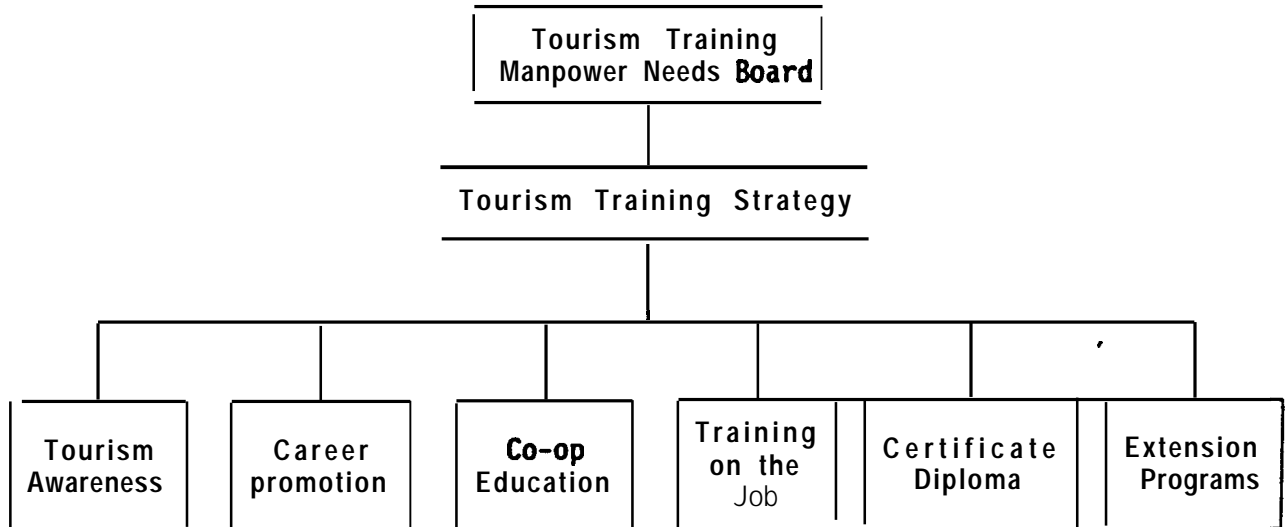 Tourism Training
Manpower Needs Board
Tourism Training Strategy
Tourism
Awareness
Career
promotion
Co-op
Education
Training
on the
Job
Certificate
Diploma
Extension
Programs